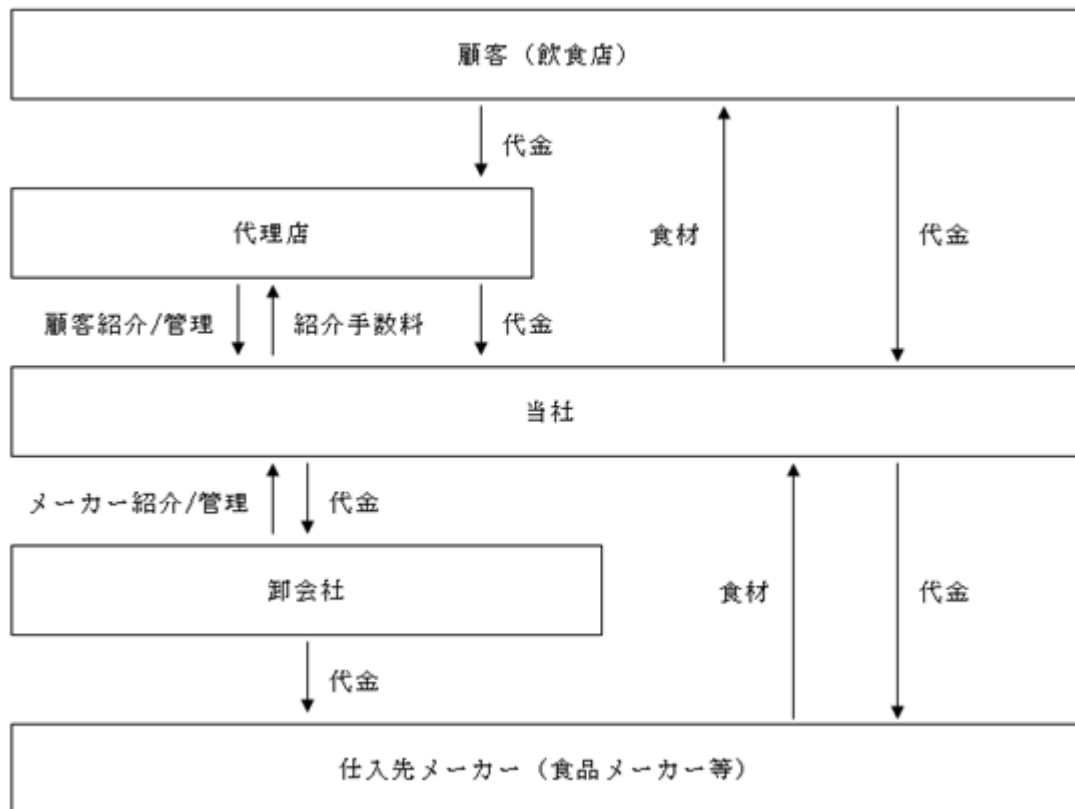 顧客（飲食店）
代金
代理店
食材
代金
顧客紹介/管理
紹介手数料
代金
当社
メーカー紹介/管理
代金
卸会社
食材
代金
代金
仕入先メーカー（食品メーカー等）